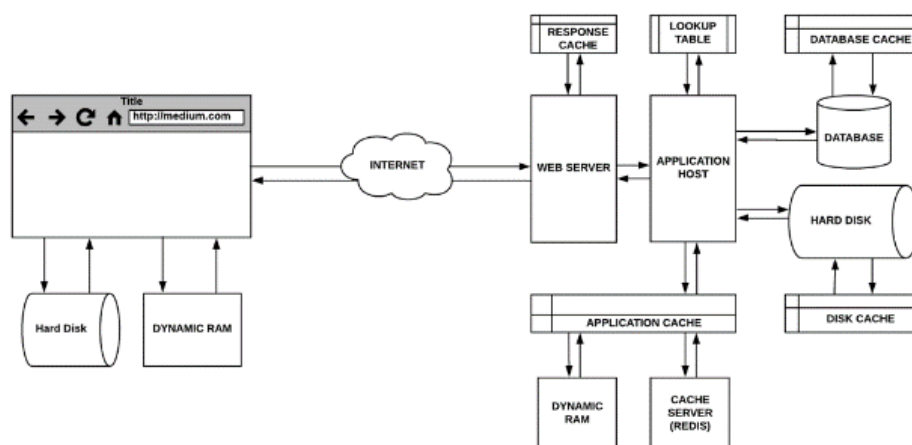 RESPONSE
CACHE
LOOKUP
TABLE
DATABASE CACHE
Title
http://medium.com
INTERNET
WEB SERVER
APPLICATION
HOST
DATABASE
HARD DISK
Hard Disk
DYNAMIC RAM
APPLICATION CACHE
DISK CACHE
DYNAMIC
RAM
CACHE
SERVER
(REDIS)